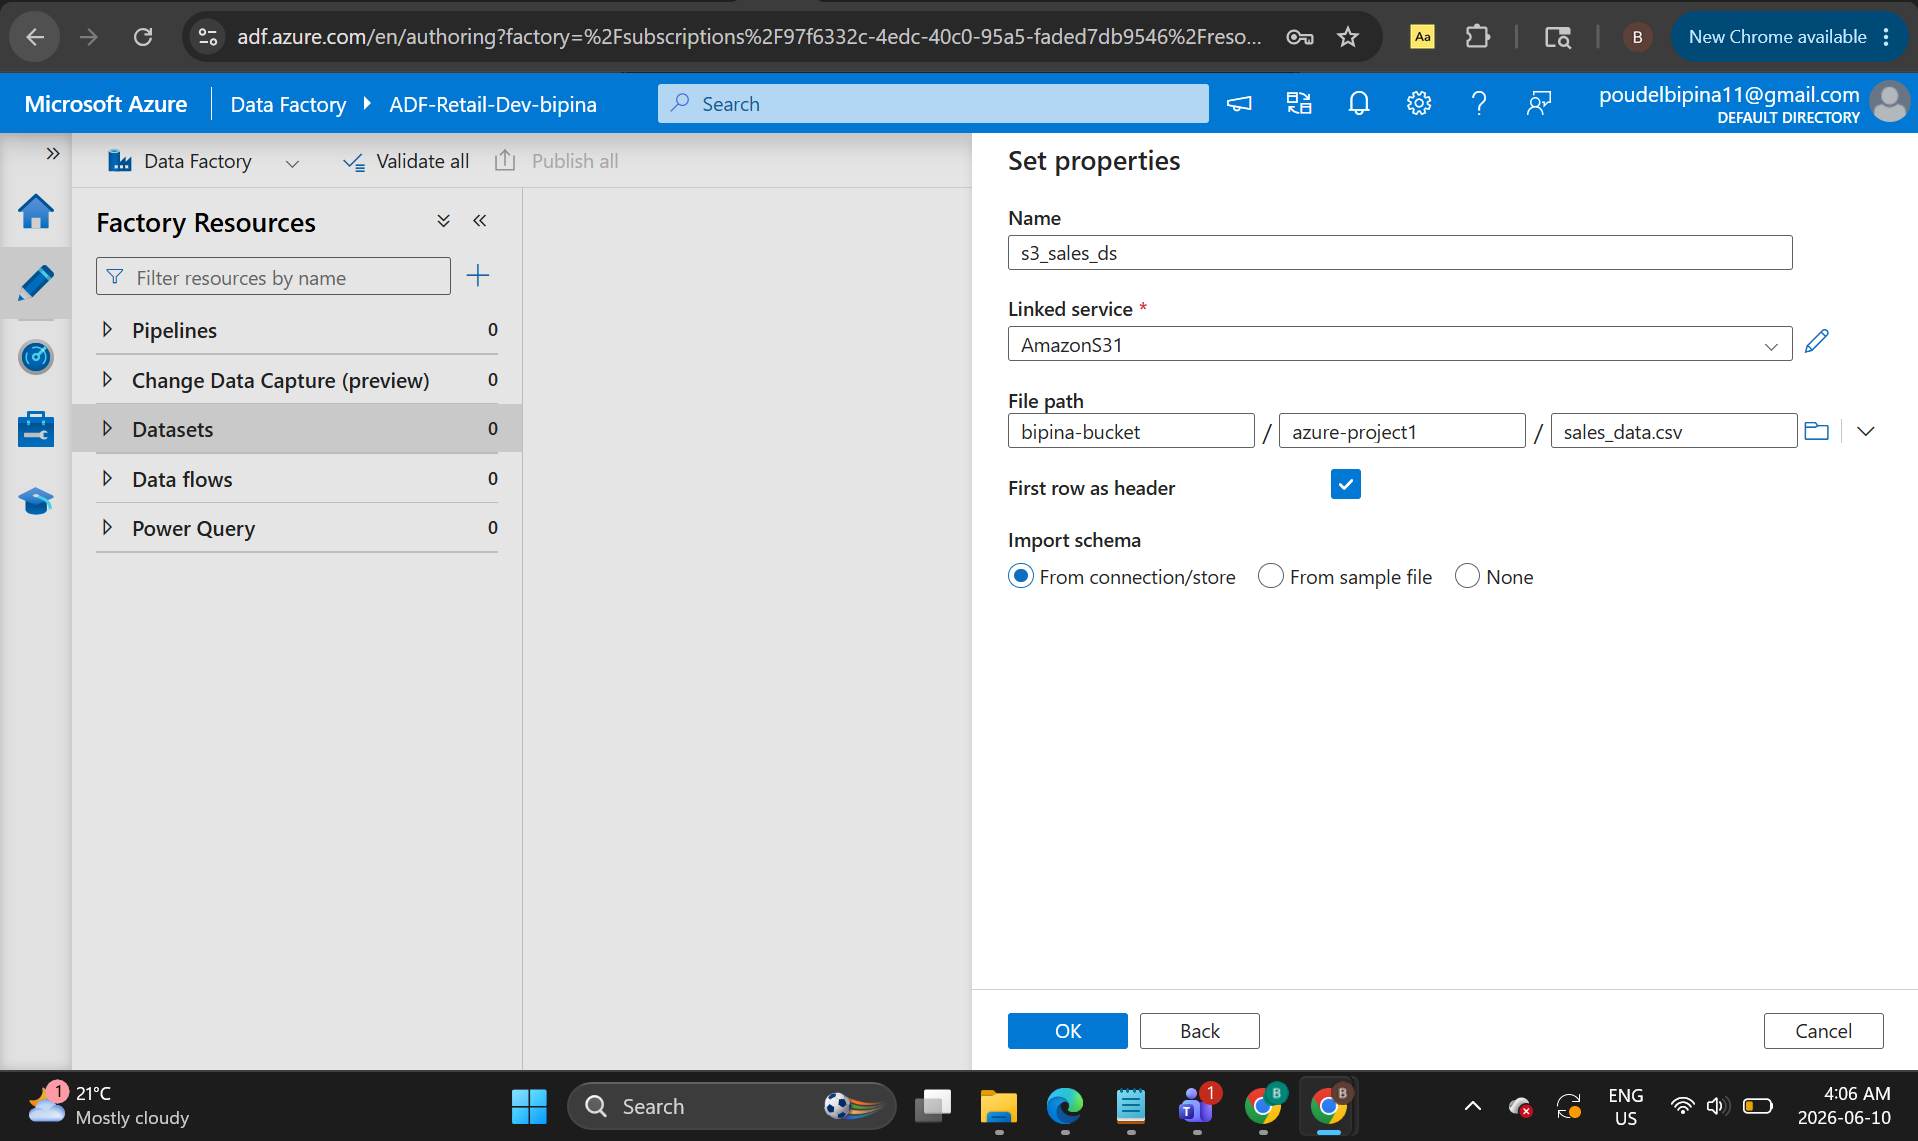 adf.azure.com/en/authoring?factory=%2Fsubscriptions%2F97f6332c-4edc-40c0-95a5-faded7db9546%2Freso...
Aa
B
New Chrome available
Microsoft Azure
Data Factory
ADF-Retail-Dev-bipina
Search
poudelbipina11@gmail.com
DEFAULT DIRECTORY
Data Factory
Validate all
Publish all
Factory Resources
Filter resources by name
Pipelines 0
Change Data Capture (preview) 0
Datasets 0
Data flows 0
Power Query 0
Set properties
Name
s3_sales_ds
Linked service *
AmazonS31
File path
bipina-bucket / azure-project1 / sales_data.csv
First row as header
Import schema
From connection/store From sample file None
OK Back Cancel
1
21°C
Mostly cloudy
Search
T
1
B
B
ENG
US
4:06 AM
2026-06-10